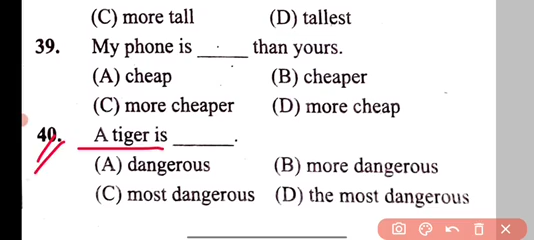 (C) more tall (D) tallest
39. My phone is ______ than yours.
(A) cheap (B) cheaper
(C) more cheaper (D) more cheap
40. A tiger is ______.
(A) dangerous (B) more dangerous
(C) most dangerous (D) the most dangerous